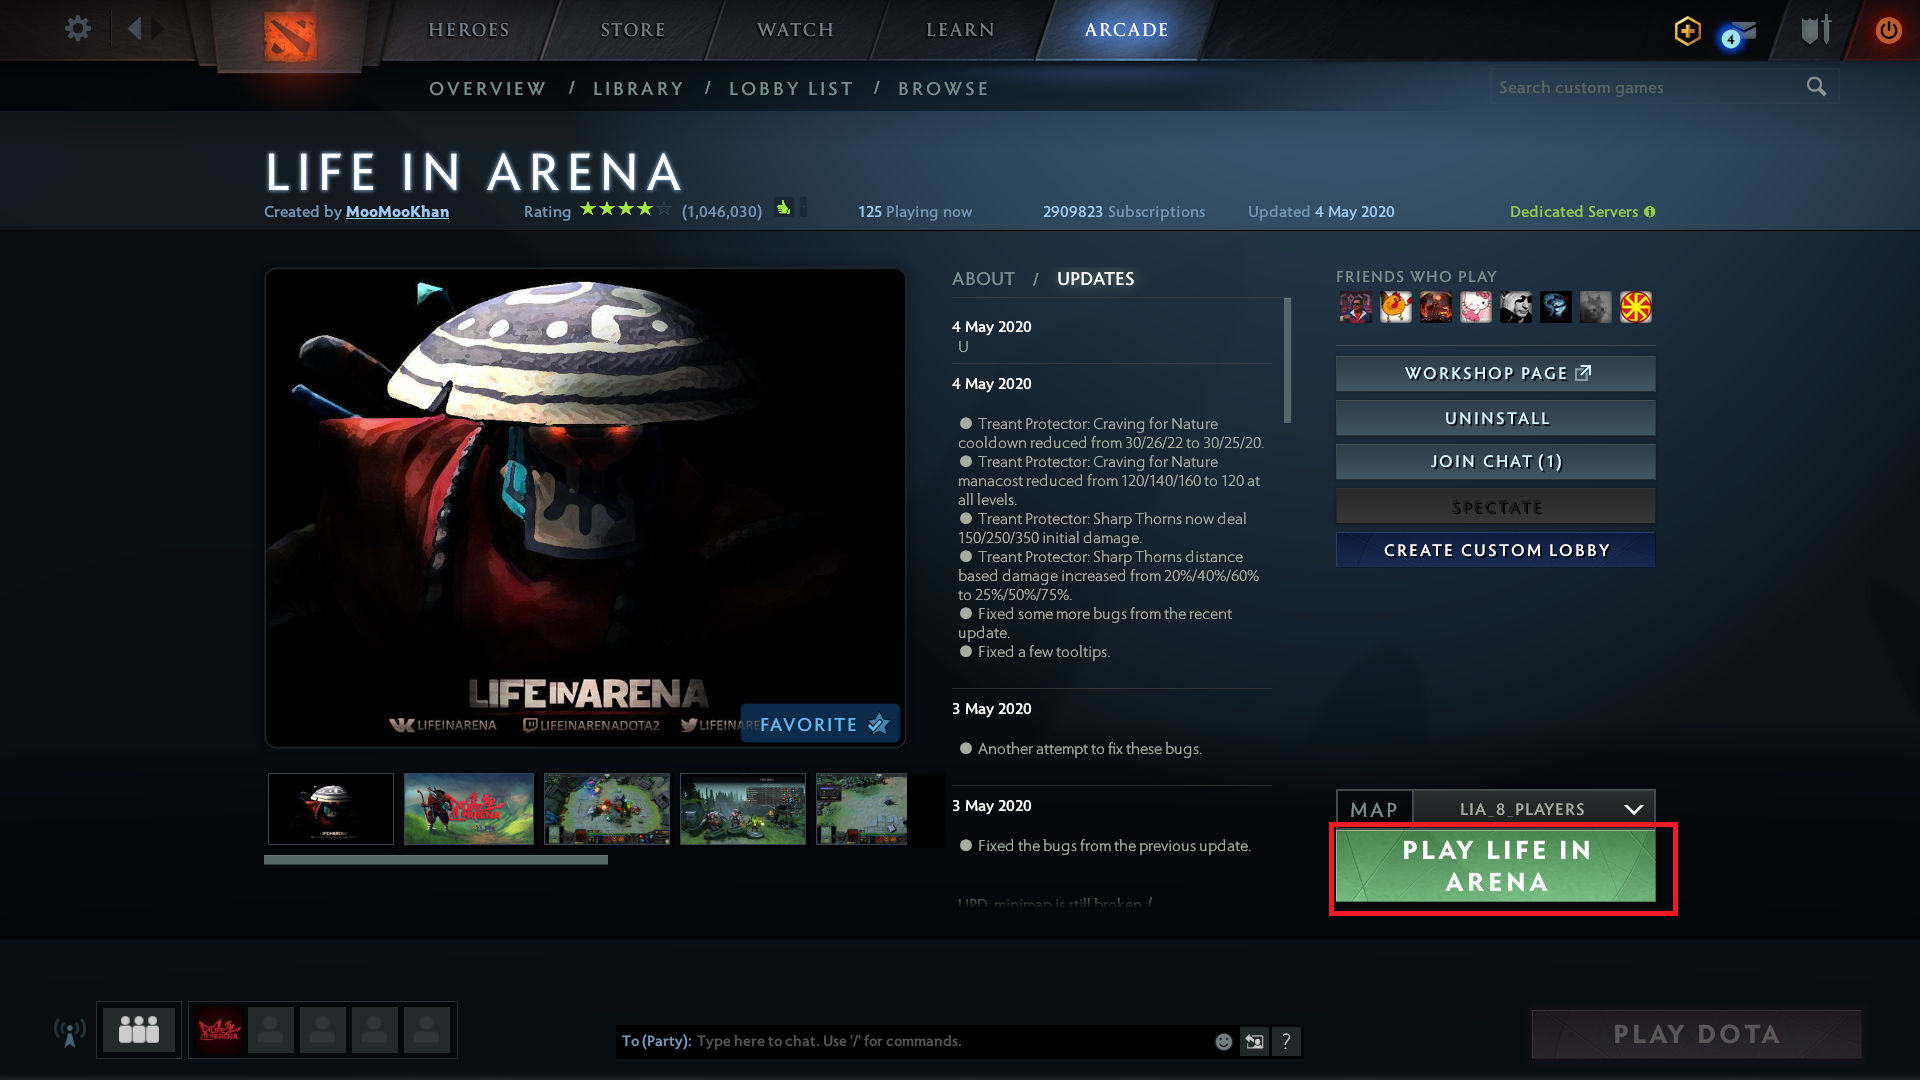 HEROES
STORE
WATCH
LEARN
ARCADE
4
OVERVIEW / LIBRARY / LOBBY LIST / BROWSE
Search custom games
LIFE IN ARENA
Created by MooMooKhan
Rating
(1,046,030)
125 Playing now
2909823 Subscriptions
Updated 4 May 2020
Dedicated Servers
LIFE IN ARENA
LIFEINARENA
LIFEINARENADOTA2
FAVORITE
ABOUT / UPDATES
4 May 2020
U
4 May 2020
● Treant Protector: Craving for Nature
cooldown reduced from 30/26/22 to 30/25/20.
● Treant Protector: Craving for Nature
manacost reduced from 120/140/160 to 120 at
all levels.
● Treant Protector: Sharp Thorns now deal
150/250/350 initial damage.
● Treant Protector: Sharp Thorns distance
based damage increased from 20%/40%/60%
to 25%/50%/75%.
● Fixed some more bugs from the recent
update.
● Fixed a few tooltips.
3 May 2020
● Another attempt to fix these bugs.
3 May 2020
● Fixed the bugs from the previous update.
UPD: minimap is still broken :(
FRIENDS WHO PLAY
WORKSHOP PAGE
UNINSTALL
JOIN CHAT (1)
SPECTATE
CREATE CUSTOM LOBBY
MAP
LIA_8_PLAYERS
PLAY LIFE IN
ARENA
To (Party): Type here to chat. Use '/' for commands.
?
PLAY DOTA